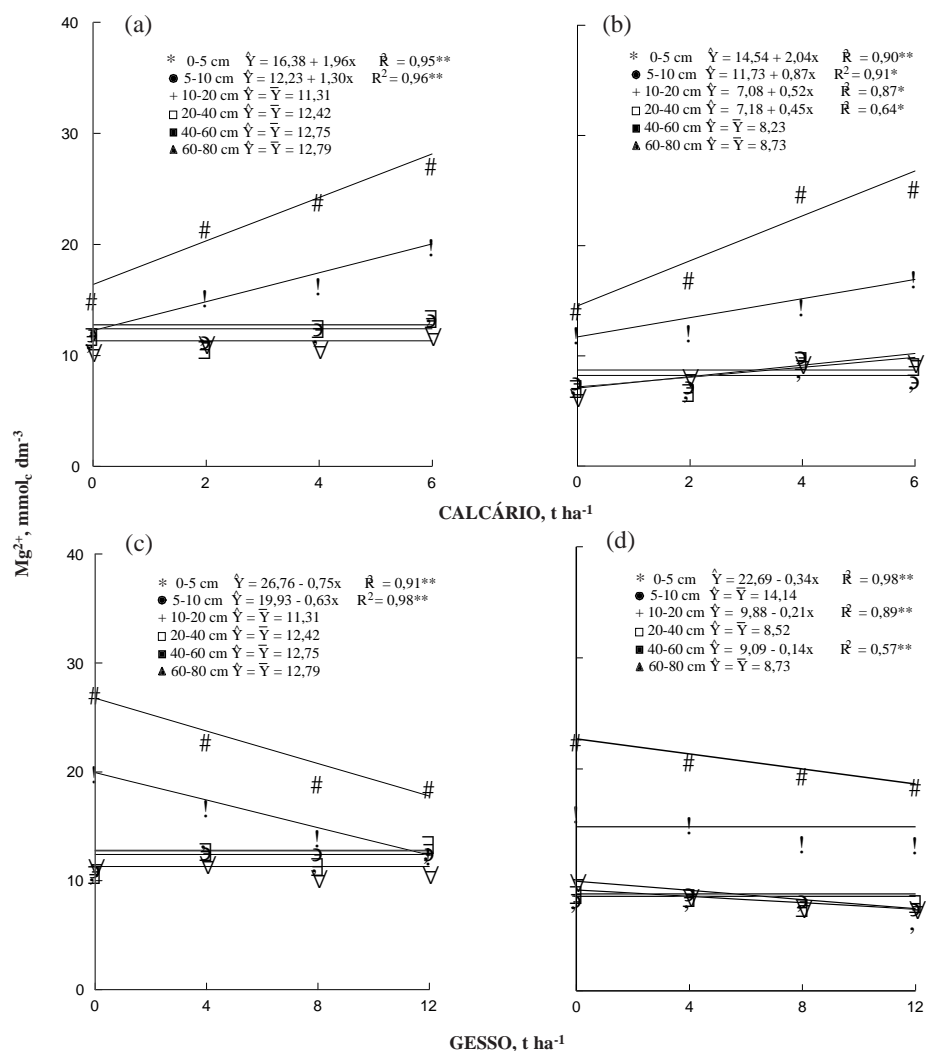 (a)
* 0-5 cm Ŷ = 16,38 + 1,96x R² = 0,95**
● 5-10 cm Ŷ = 12,23 + 1,30x R² = 0,96**
+ 10-20 cm Ŷ = Y̅ = 11,31
□ 20-40 cm Ŷ = Y̅ = 12,42
■ 40-60 cm Ŷ = Y̅ = 12,75
▲ 60-80 cm Ŷ = Y̅ = 12,79
40
30
20
10
0
0 2 4 6
(b)
* 0-5 cm Ŷ = 14,54 + 2,04x R² = 0,90**
● 5-10 cm Ŷ = 11,73 + 0,87x R² = 0,91*
+ 10-20 cm Ŷ = 7,08 + 0,52x R² = 0,87*
□ 20-40 cm Ŷ = 7,18 + 0,45x R² = 0,64*
■ 40-60 cm Ŷ = Y̅ = 8,23
▲ 60-80 cm Ŷ = Y̅ = 8,73
0 2 4 6
CALCÁRIO, t ha⁻¹
Mg²⁺, mmol_c dm⁻³
(c)
* 0-5 cm Ŷ = 26,76 - 0,75x R² = 0,91**
● 5-10 cm Ŷ = 19,93 - 0,63x R² = 0,98**
+ 10-20 cm Ŷ = Y̅ = 11,31
□ 20-40 cm Ŷ = Y̅ = 12,42
■ 40-60 cm Ŷ = Y̅ = 12,75
▲ 60-80 cm Ŷ = Y̅ = 12,79
40
30
20
10
0
0 4 8 12
(d)
* 0-5 cm Ŷ = 22,69 - 0,34x R² = 0,98**
● 5-10 cm Ŷ = Y̅ = 14,14
+ 10-20 cm Ŷ = 9,88 - 0,21x R² = 0,89**
□ 20-40 cm Ŷ = Y̅ = 8,52
■ 40-60 cm Ŷ = 9,09 - 0,14x R² = 0,57**
▲ 60-80 cm Ŷ = Y̅ = 8,73
0 4 8 12
GESSO, t ha⁻¹